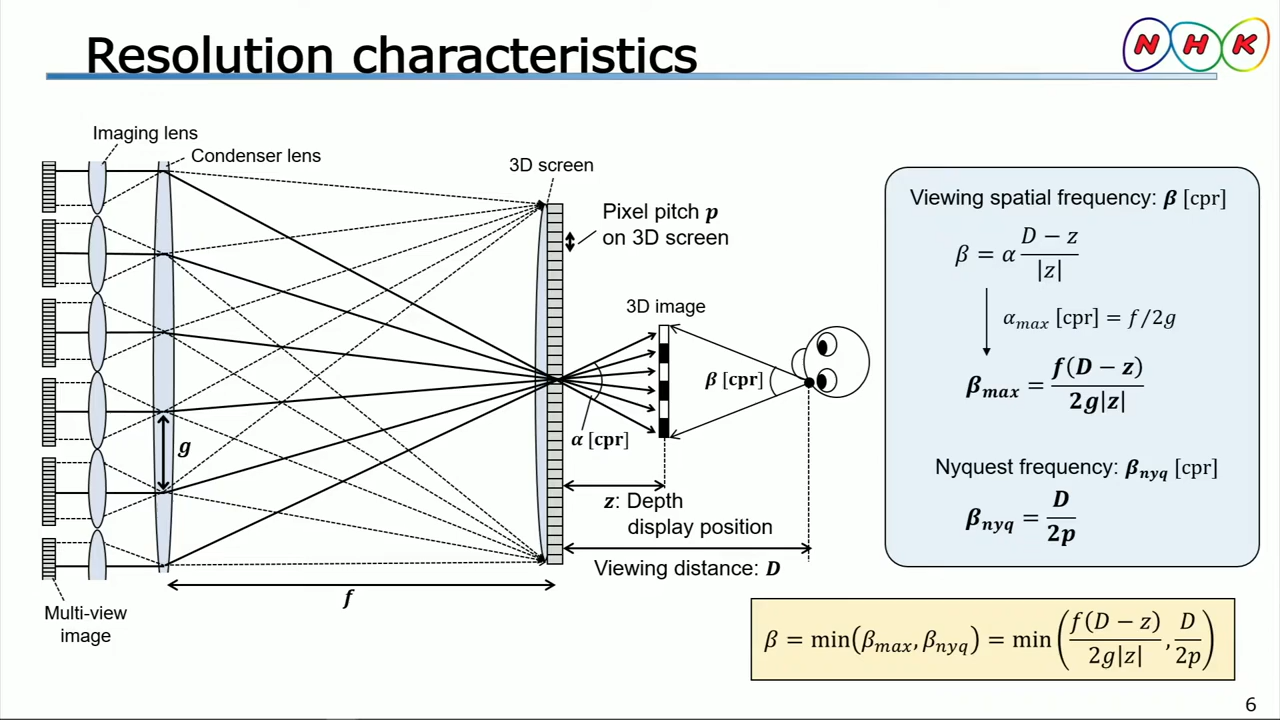 Resolution characteristics
NHK
Imaging lens
Condenser lens
3D screen
Pixel pitch p
on 3D screen
3D image
β [cpr]
α [cpr]
g
z: Depth
display position
Viewing distance: D
f
Multi-view
image
Viewing spatial frequency: β [cpr]
β = α (D − z)/|z|
α_max [cpr] = f/2g
β_max = f(D − z)/2g|z|
Nyquest frequency: β_nyq [cpr]
β_nyq = D/2p
β = min(β_max, β_nyq) = min(f(D − z)/2g|z|, D/2p)
6